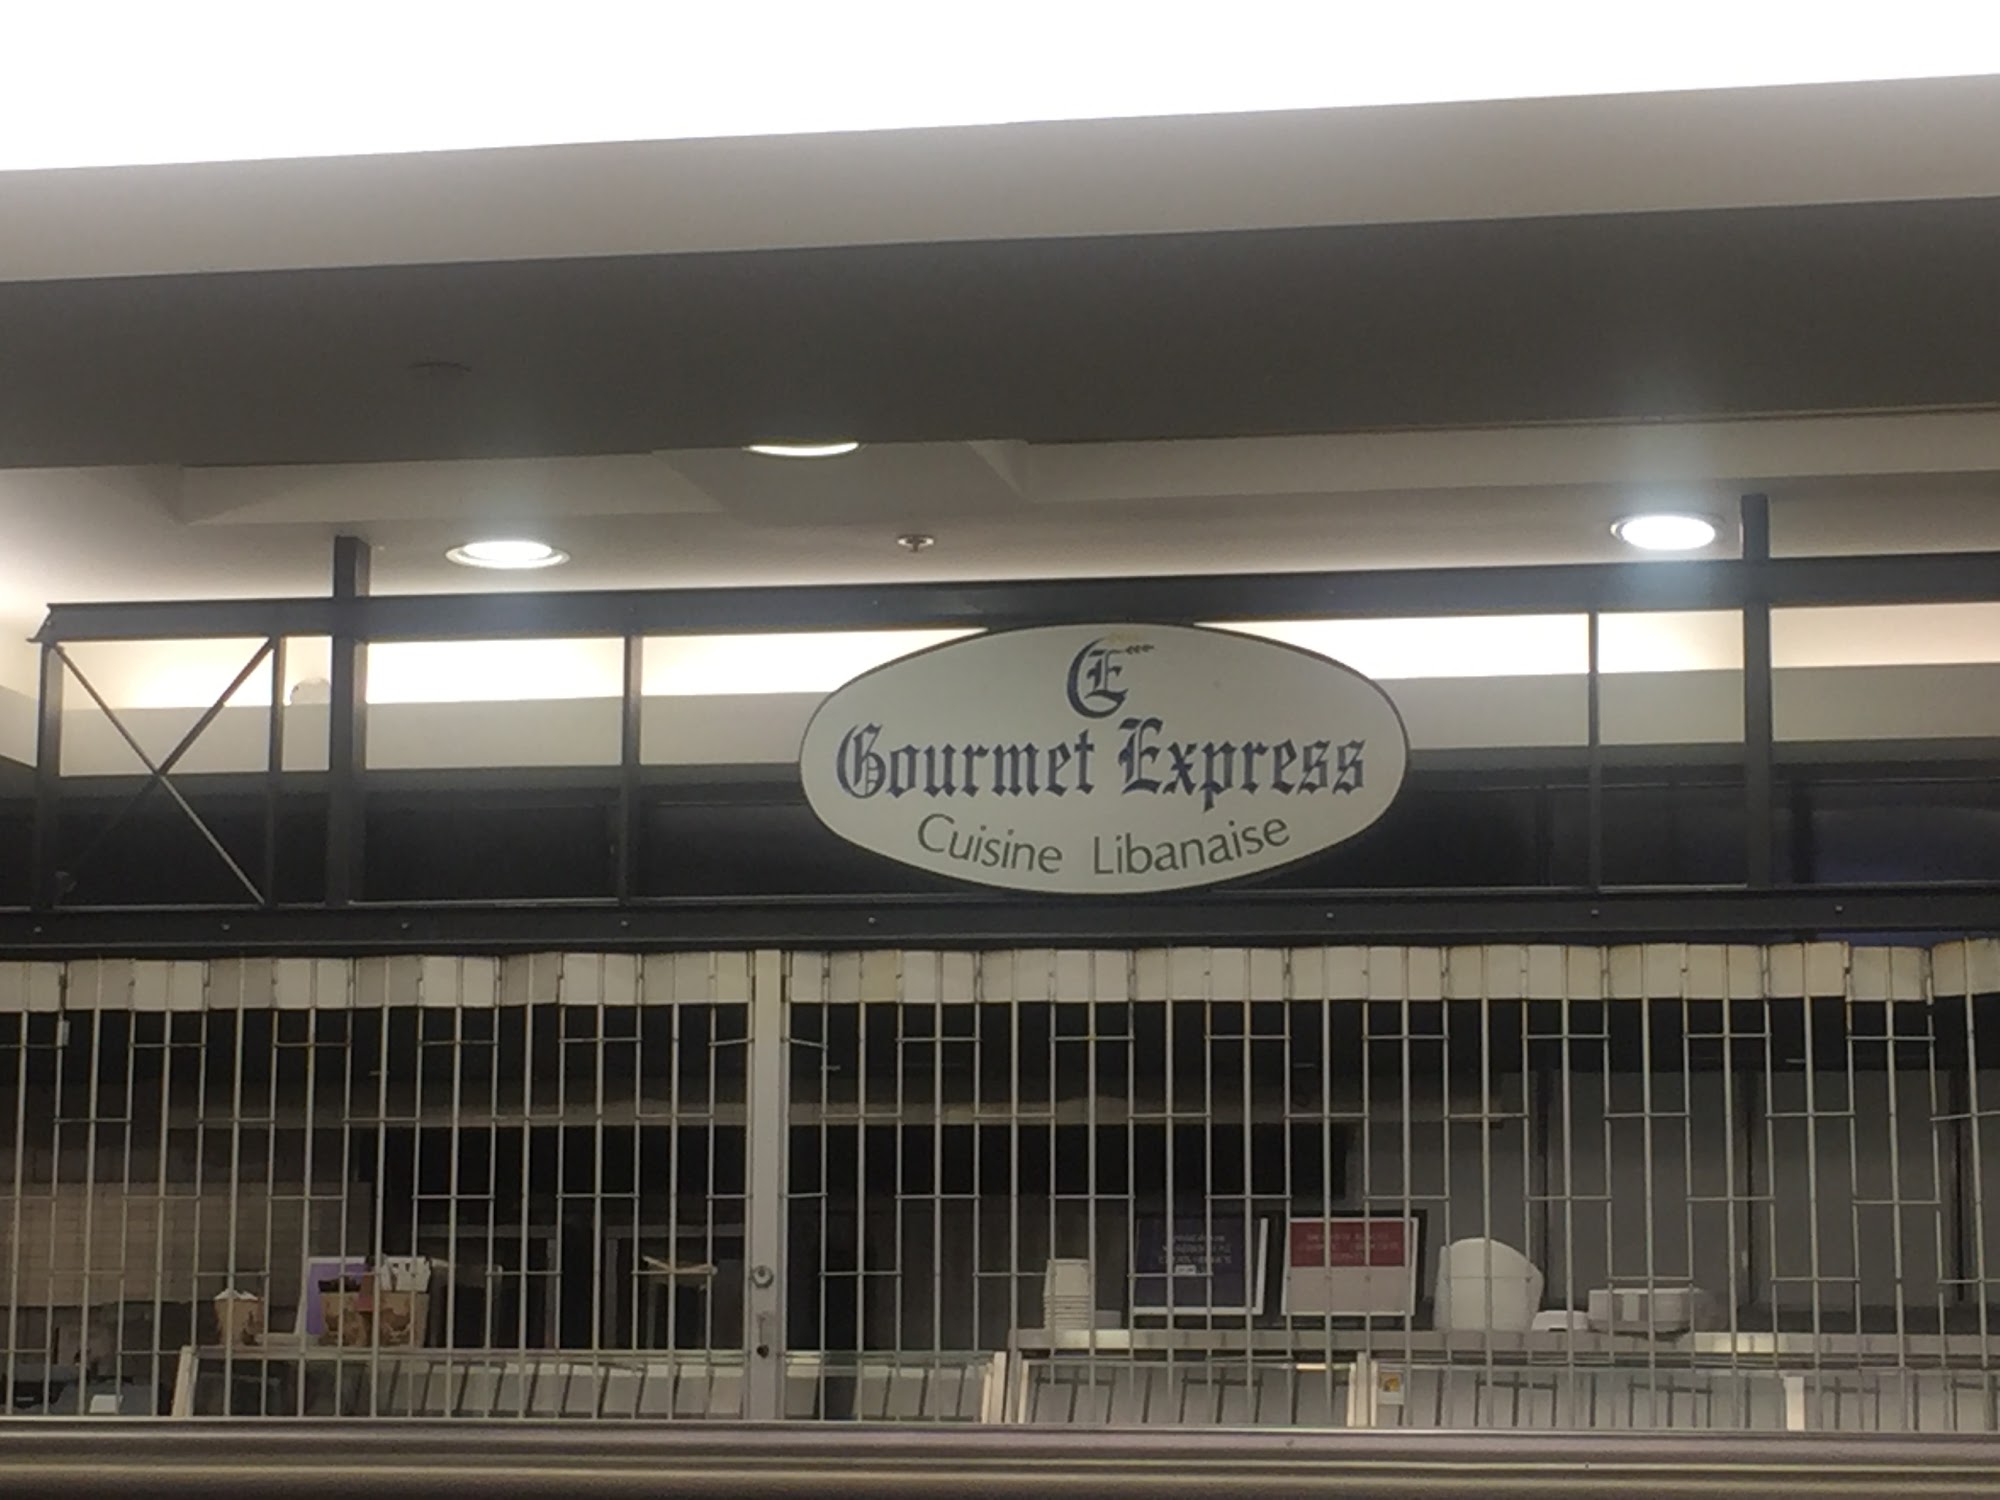 GE
Gourmet Express
Cuisine Libanaise